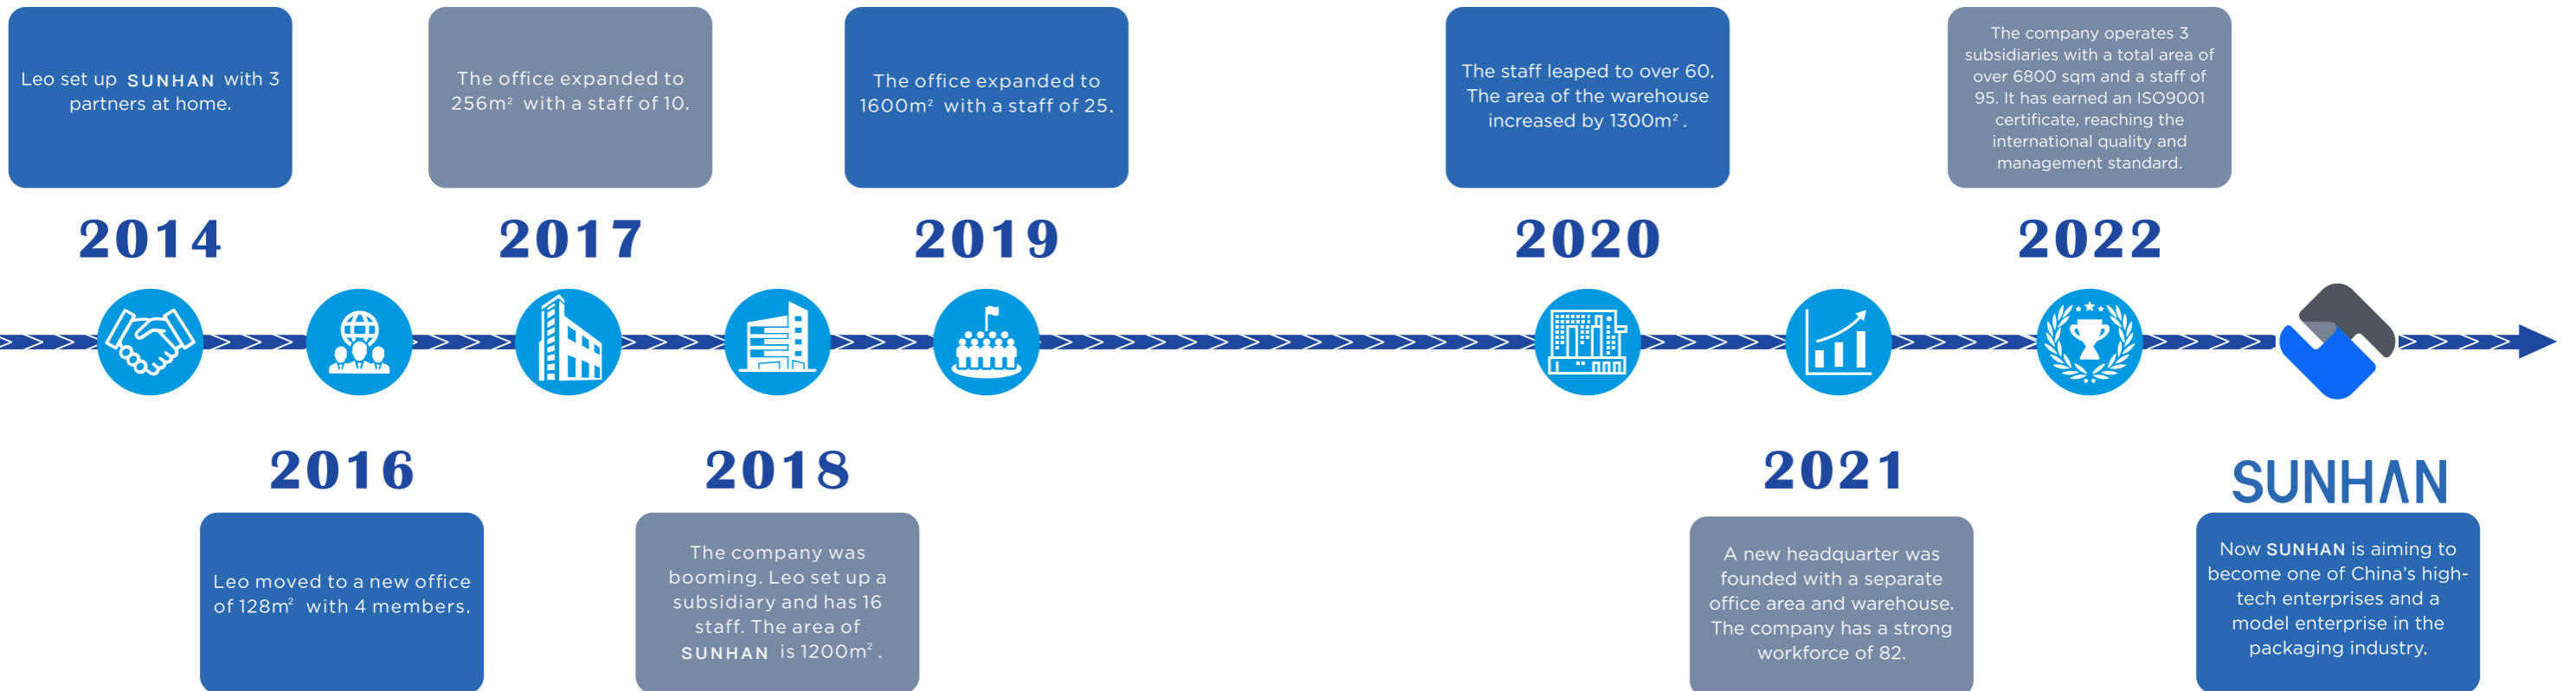 Leo set up SUNHAN with 3
partners at home.
2014
2016
Leo moved to a new office
of 128m² with 4 members.
The office expanded to
256m² with a staff of 10.
2017
2018
The company was
booming. Leo set up a
subsidiary and has 16
staff. The area of
SUNHAN is 1200m² .
The office expanded to
1600m² with a staff of 25.
2019
The staff leaped to over 60.
The area of the warehouse
increased by 1300m² .
2020
2021
A new headquarter was
founded with a separate
office area and warehouse.
The company has a strong
workforce of 82.
The company operates 3
subsidiaries with a total area of
over 6800 sqm and a staff of
95. It has earned an ISO9001
certificate, reaching the
international quality and
management standard.
2022
SUNHAN
Now SUNHAN is aiming to
become one of China's high-
tech enterprises and a
model enterprise in the
packaging industry.